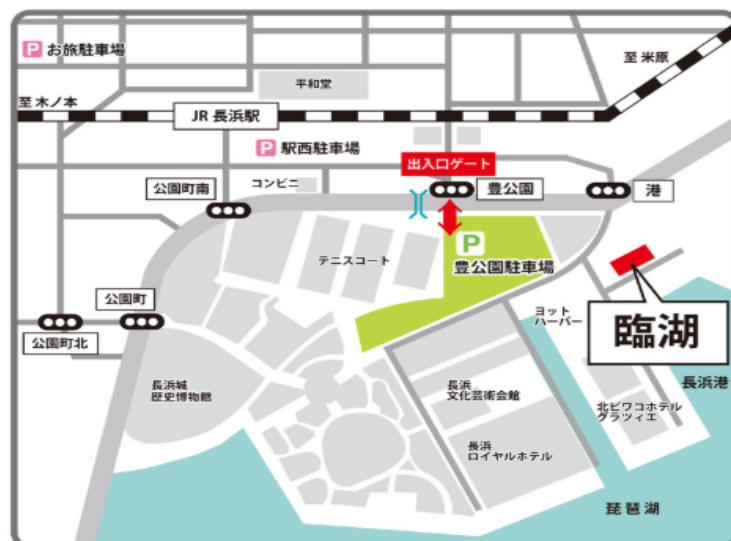 P お旅駐車場
平和堂
至 米原
至 木ノ本
JR 長浜駅
P 駅西駐車場
出入口ゲート
公園町南
コンビニ
豊公園
港
P
豊公園駐車場
テニスコート
公園町
公園町北
ヨット
ハーバー
臨湖
長浜港
長浜城
歴史博物館
長浜
文化芸術会館
北ビワコホテル
グラツィエ
長浜
ロイヤルホテル
琵琶湖